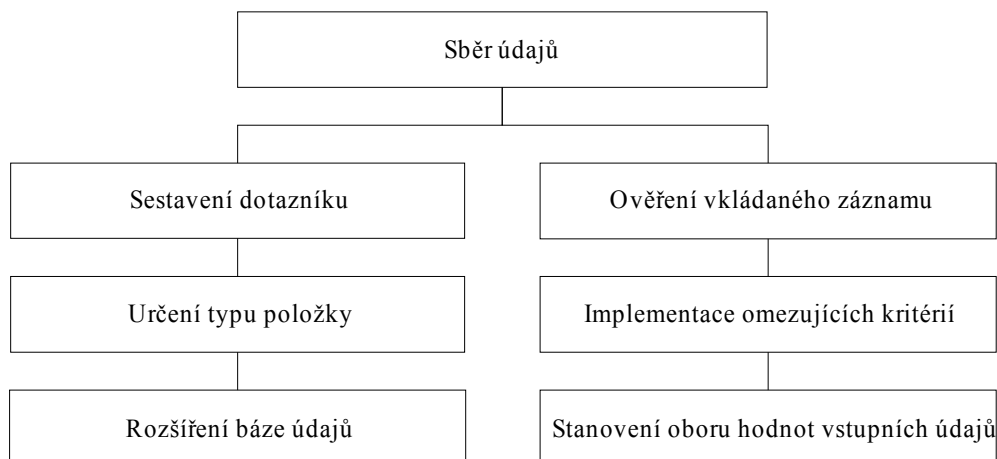 Sběr údajů
Sestavení dotazníku
Ověření vkládaného záznamu
Určení typu položky
Implementace omezujících kritérií
Rozšíření báze údajů
Stanovení oboru hodnot vstupních údajů